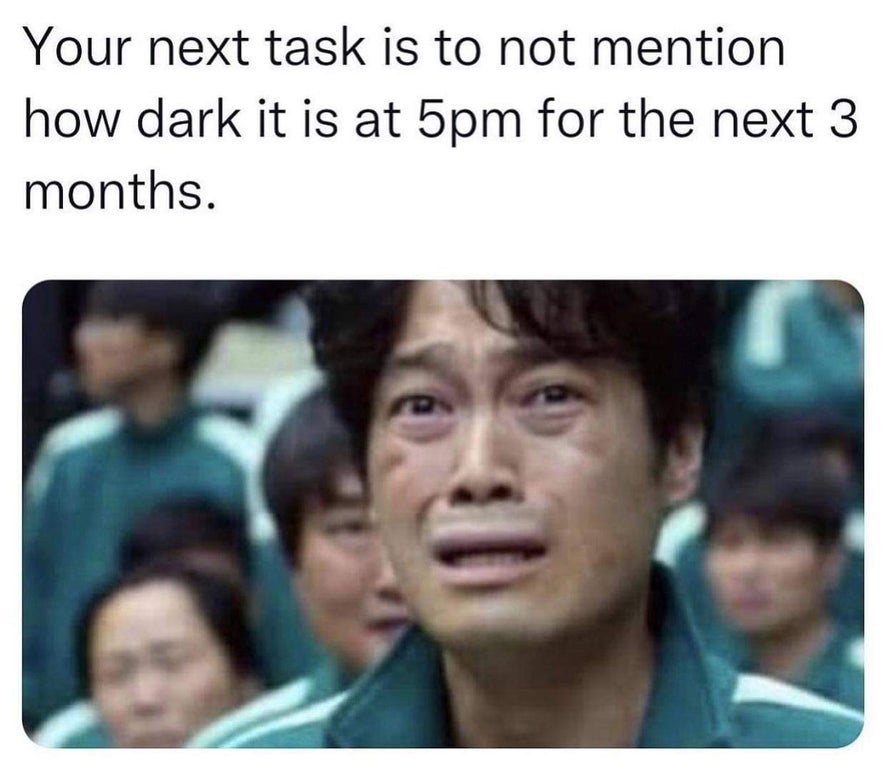 Your next task is to not mention
how dark it is at 5pm for the next 3
months.